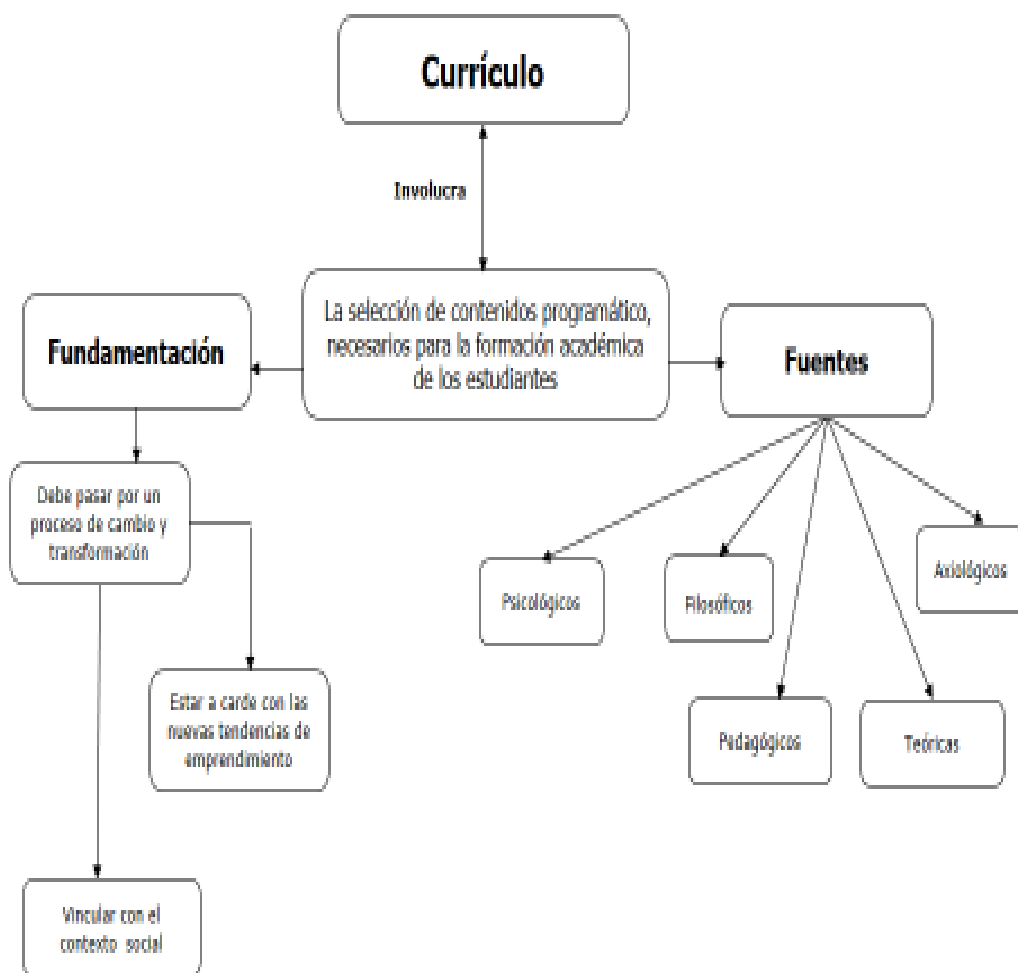 Currículo
Involucra
La selección de contenidos programático,
necesarios para la formación académica
de los estudiantes
Fundamentación
Fuentes
Debe pasar por un
proceso de cambio y
transformación
Psicológicos
Filosóficos
Axiológicos
Estar a carde con las
nuevas tendencias de
emprendimiento
Pedagógicos
Teóricas
Vincular con el
contexto social